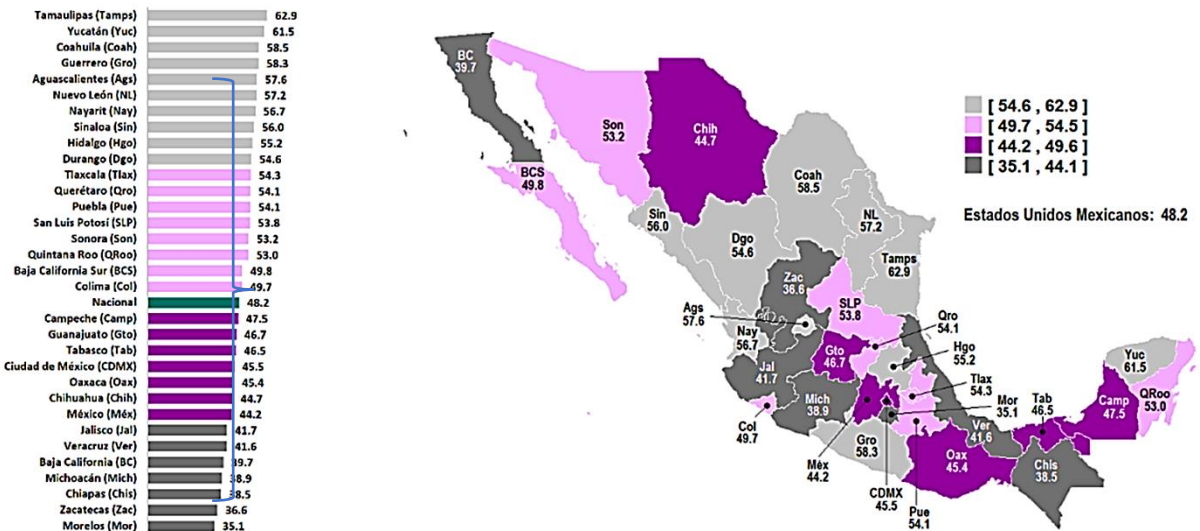 Tamaulipas (Tamps) 62.9
Yucatán (Yuc) 61.5
Coahuila (Coah) 58.5
Guerrero (Gro) 58.3
Aguascalientes (Ags) 57.6
Nuevo León (NL) 57.2
Nayarit (Nay) 56.7
Sinaloa (Sin) 56.0
Hidalgo (Hgo) 55.2
Durango (Dgo) 54.6
Tlaxcala (Tlax) 54.3
Querétaro (Qro) 54.1
Puebla (Pue) 54.1
San Luis Potosí (SLP) 53.8
Sonora (Son) 53.2
Quintana Roo (QRoo) 53.0
Baja California Sur (BCS) 49.8
Colima (Col) 49.7
Nacional 48.2
Campeche (Camp) 47.5
Guanajuato (Gto) 46.7
Tabasco (Tab) 46.5
Ciudad de México (CDMX) 45.5
Oaxaca (Oax) 45.4
Chihuahua (Chih) 44.7
México (Méx) 44.2
Jalisco (Jal) 41.7
Veracruz (Ver) 41.6
Baja California (BC) 39.7
Michoacán (Mich) 38.9
Chiapas (Chis) 38.5
Zacatecas (Zac) 36.6
Morelos (Mor) 35.1
BC
39.7
Son
53.2
Chih
44.7
BCS
49.8
Coah
58.5
Sin
56.0
NL
57.2
Dgo
54.6
Tamps
62.9
Zac
36.6
SLP
53.8
Ags
57.6
Nay
56.7
Qro
54.1
Hgo
55.2
Gto
46.7
Jal
41.7
Tlax
54.3
Mich
38.9
Mor
35.1
Col
49.7
Gro
58.3
Méx
44.2
CDMX
45.5
Pue
54.1
Oax
45.4
Ver
41.6
Tab
46.5
Chis
38.5
Camp
47.5
Yuc
61.5
QRoo
53.0
[ 54.6 , 62.9 ]
[ 49.7 , 54.5 ]
[ 44.2 , 49.6 ]
[ 35.1 , 44.1 ]
Estados Unidos Mexicanos: 48.2